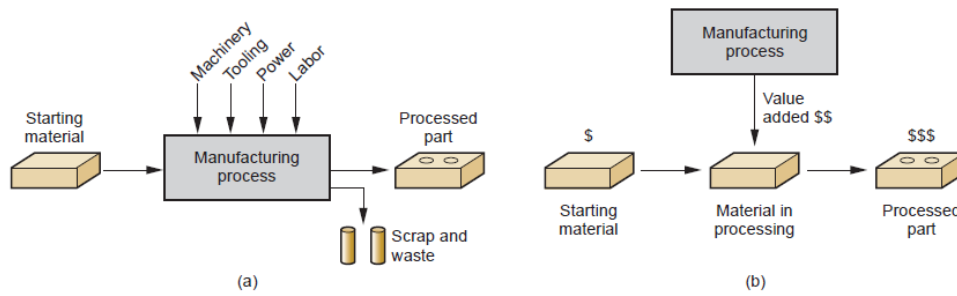 Machinery
Tooling
Power
Labor
Starting
material
Manufacturing
process
Processed
part
Scrap and
waste
(a)
Manufacturing
process
Value
added $$
$
$$$
Starting
material
Material in
processing
Processed
part
(b)